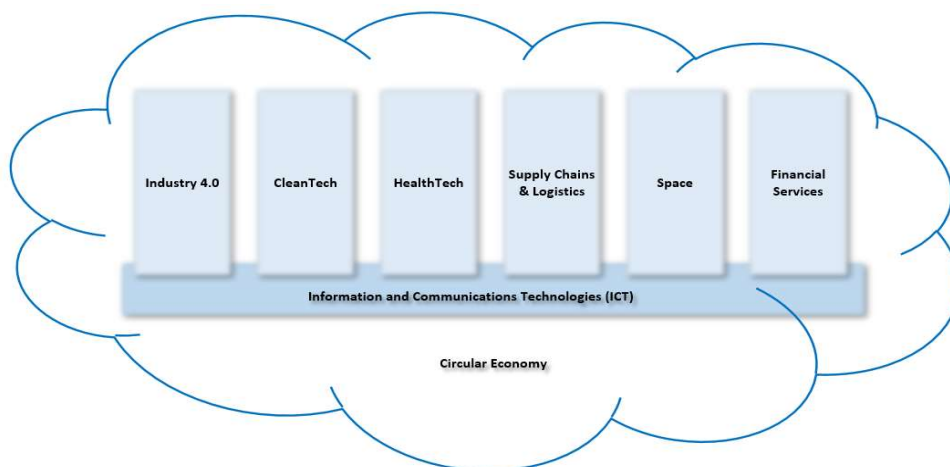 Industry 4.0
CleanTech
HealthTech
Supply Chains
& Logistics
Space
Financial
Services
Information and Communications Technologies (ICT)
Circular Economy